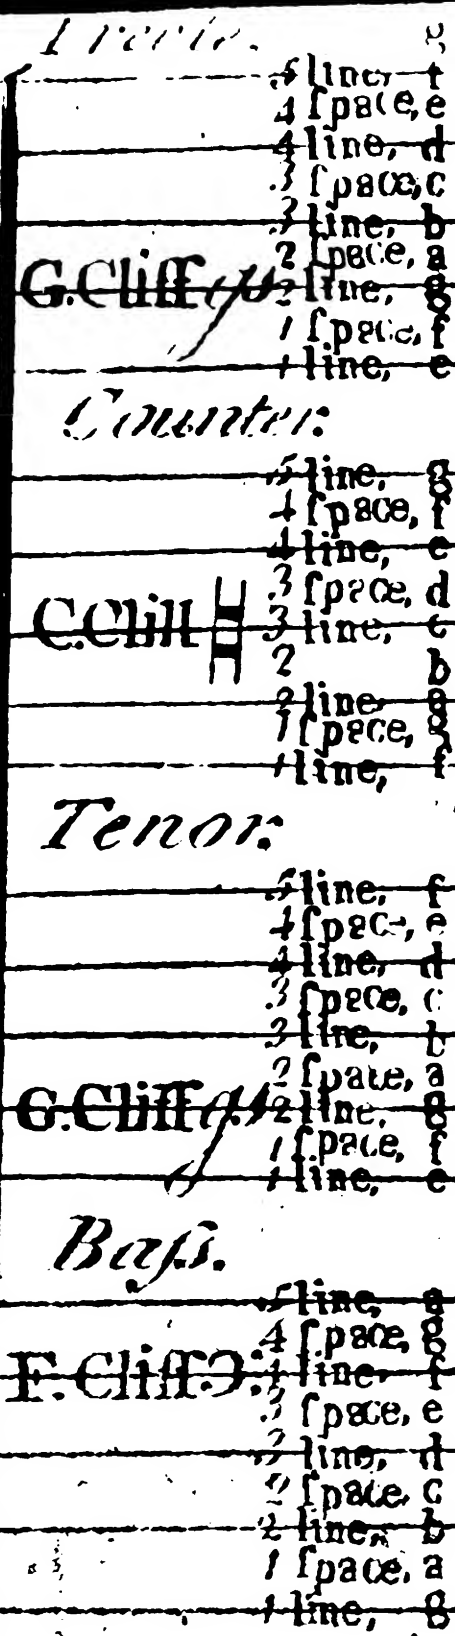 Treble. g
5 line, f
4 ſpace, e
4 line, d
3 ſpace, c
3 line, b
2 ſpace, a
G. Cliff 2 line, g
1 ſpace, f
1 line, e
Counter.
5 line, g
4 ſpace, f
4 line, e
3 ſpace, d
C. Cliff 3 line, c
2 b
2 line, a
1 ſpace, g
1 line, f
Tenor.
5 line, f
4 ſpace, e
4 line, d
3 ſpace, c
3 line, b
2 ſpace, a
G. Cliff 2 line, g
1 ſpace, f
1 line, e
Baſs.
5 line, a
4 ſpace, g
F. Cliff 4 line, f
3 ſpace, e
3 line, d
2 ſpace, c
2 line, b
1 ſpace, a
1 line, g